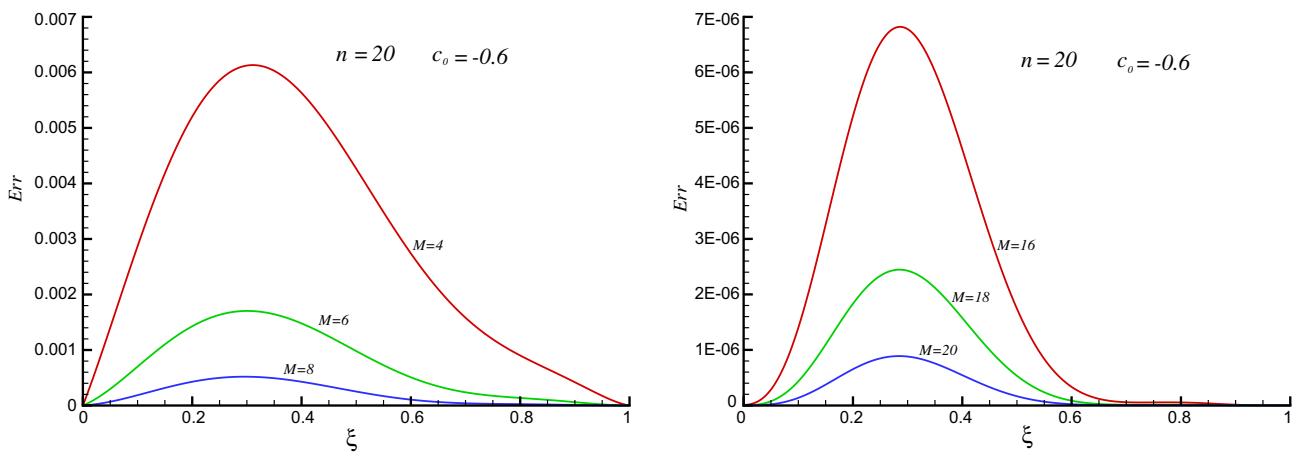 0.007
n = 20 c₀ = -0.6
0.006
0.005
0.004
Err
0.003
M=4
0.002
M=6
0.001
M=8
0
0 0.2 0.4 0.6 0.8 1
ξ
7E-06
n = 20 c₀ = -0.6
6E-06
5E-06
4E-06
Err
3E-06
M=16
2E-06
M=18
1E-06
M=20
0
0 0.2 0.4 0.6 0.8 1
ξ